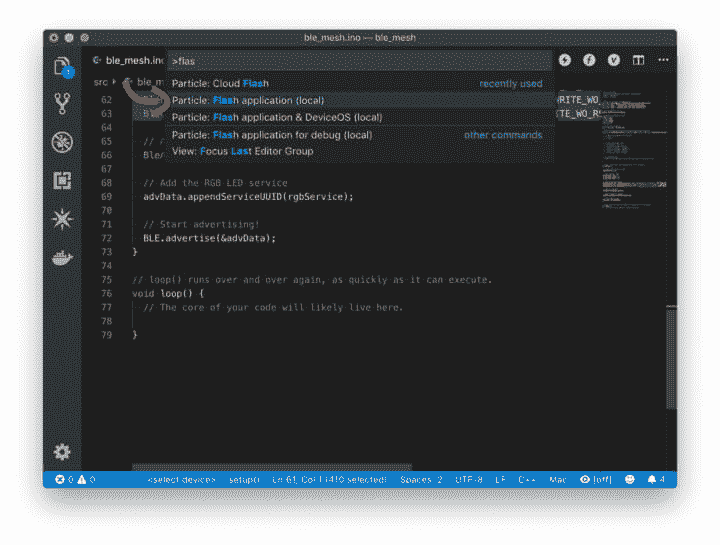 ble_mesh.ino — ble_mesh
ble_mesh.ino
>flas
src
ble_m
Particle: Cloud Flash recently used
62 RITE_WO_
Particle: Flash application (local)
63 TE_WO_R
Particle: Flash application & DeviceOS (local)
64
Particle: Flash application for debug (local) other commands
65 //
View: Focus Last Editor Group
66
67
68 // Add the RGB LED service
69 advData.appendServiceUUID(rgbService);
70
71 // Start advertising!
72 BLE.advertise(&advData);
73 }
74
75 // loop() runs over and over again, as quickly as it can execute.
76 void loop() {
77 // The core of your code will likely live here.
78
79 }
0 0 <select device> setup() Ln 61, Col 1 (410 selected) Spaces: 2 UTF-8 LF C++ Mac [off] 4